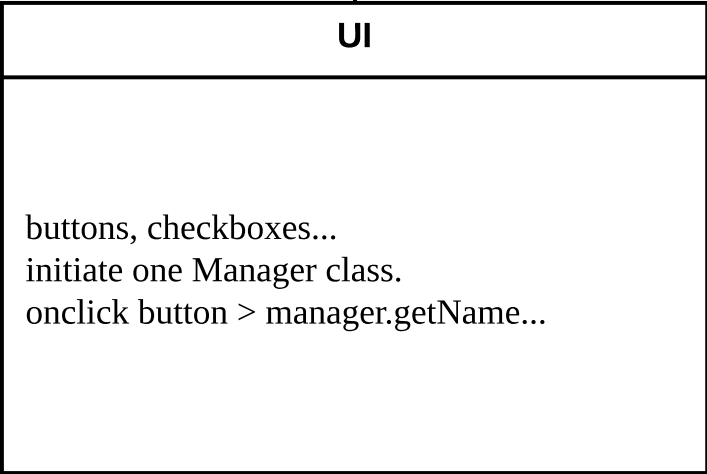 UI
buttons, checkboxes...
initiate one Manager class.
onclick button > manager.getName...